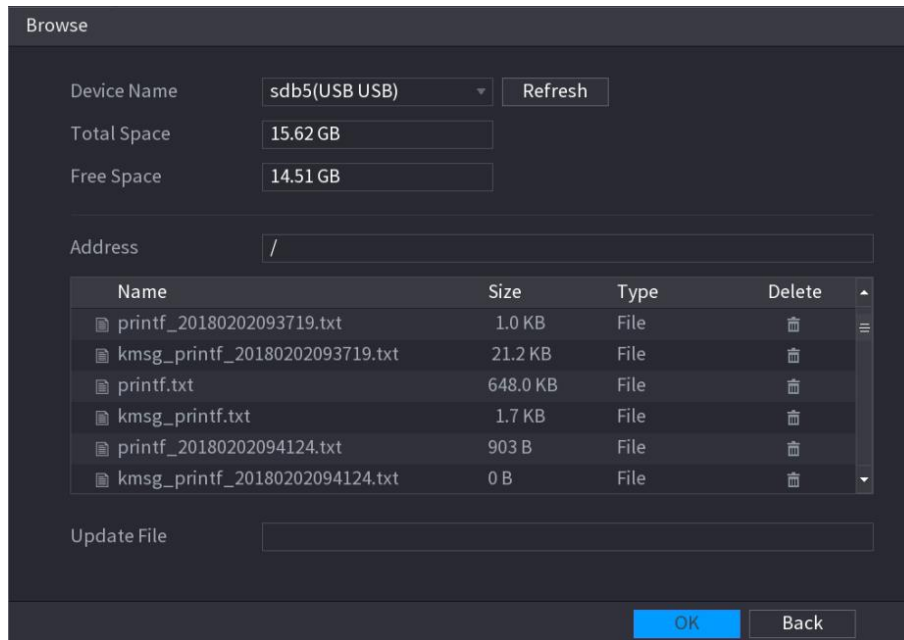 Browse
Device Name sdb5(USB USB) Refresh
Total Space 15.62 GB
Free Space 14.51 GB
Address /
Name Size Type Delete
printf_20180202093719.txt 1.0 KB File
kmsg_printf_20180202093719.txt 21.2 KB File
printf.txt 648.0 KB File
kmsg_printf.txt 1.7 KB File
printf_20180202094124.txt 903 B File
kmsg_printf_20180202094124.txt 0 B File
Update File
OK Back